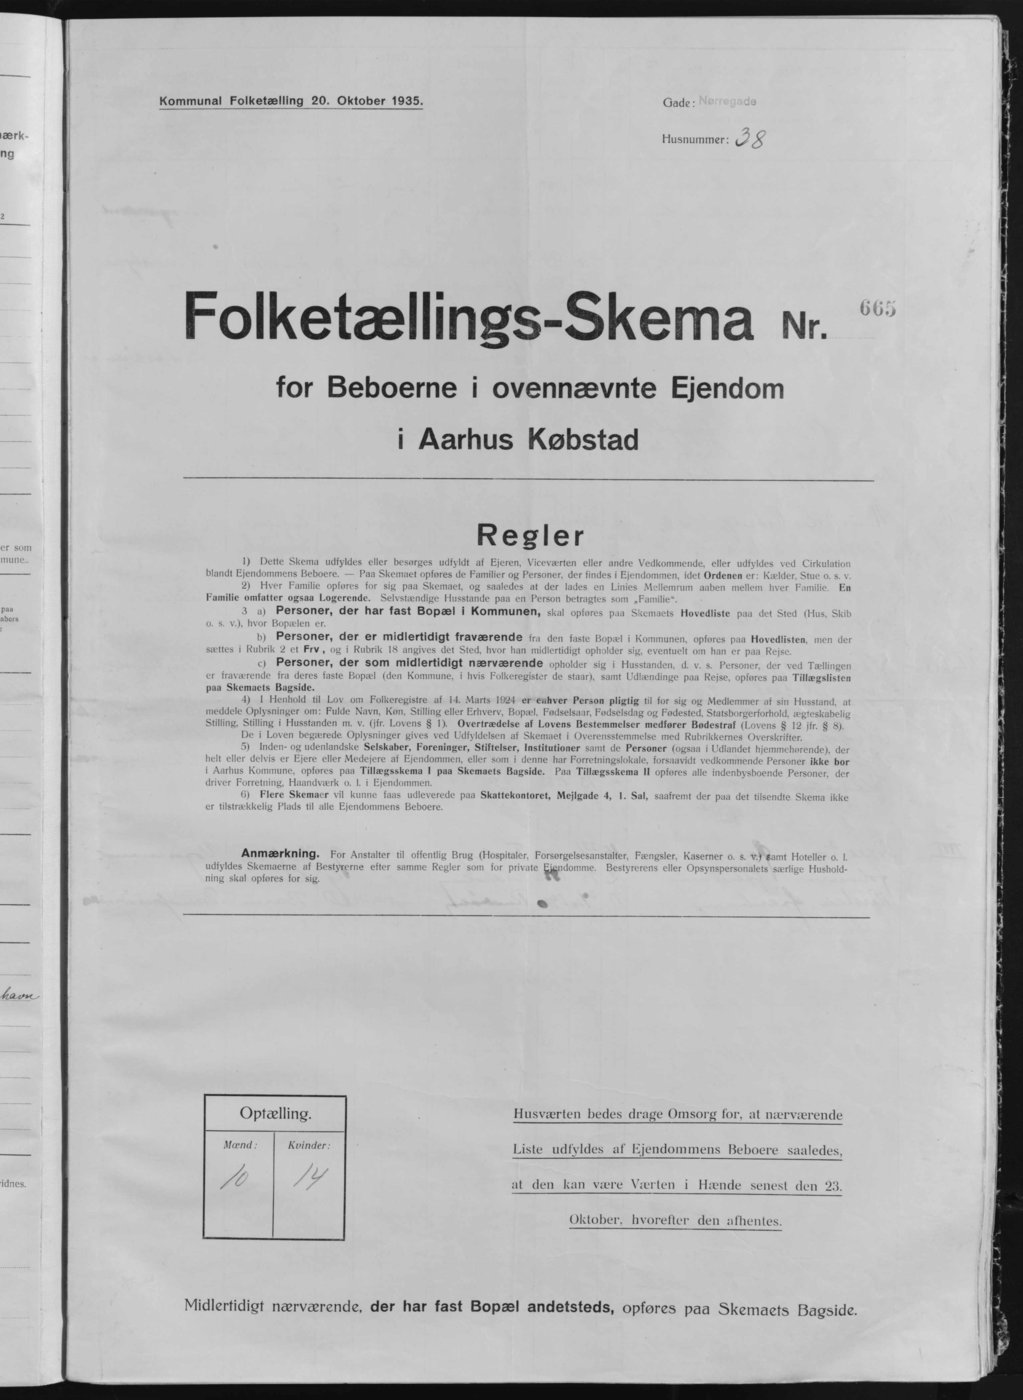 Kommunal Folketælling 20. Oktober 1935.
Gade: Nørregade
Husnummer: 38
Folketællings-Skema Nr. 665
for Beboerne i ovennævnte Ejendom
i Aarhus Købstad
Regler
1) Dette Skema udfyldes eller besørges udfyldt af Ejeren, Viceværten eller andre Vedkommende, eller udfyldes ved Cirkulation
blandt Ejendommens Beboere. — Paa Skemaet opføres de Familier og Personer, der findes i Ejendommen, idet Ordenen er: Kælder, Stue o. s. v.
2) Hver Familie opføres for sig paa Skemaet, og saaledes at der lades en Linies Mellemrum aaben mellem hver Familie. En
Familie omfatter ogsaa Logerende. Selvstændige Husstande paa en Person betragtes som „Familie“.
3 a) Personer, der har fast Bopæl i Kommunen, skal opføres paa Skemaets Hovedliste paa det Sted (Hus, Skib
o. s. v.), hvor Bopælen er.
b) Personer, der er midlertidigt fraværende fra den faste Bopæl i Kommunen, opføres paa Hovedlisten, men der
sættes i Rubrik 2 et Frv, og i Rubrik 18 angives det Sted, hvor han midlertidigt opholder sig, eventuelt om han er paa Rejse.
c) Personer, der som midlertidigt nærværende opholder sig i Husstanden, d. v. s. Personer, der ved Tællingen
er fraværende fra deres faste Bopæl (den Kommune, i hvis Folkeregister de staar), samt Udlændinge paa Rejse, opføres paa Tillægslisten
paa Skemaets Bagside.
4) I Henhold til Lov om Folkeregistre af 14. Marts 1924 er enhver Person pligtig til for sig og Medlemmer af sin Husstand, at
meddele Oplysninger om: Fulde Navn, Køn, Stilling eller Erhverv, Bopæl, Fødselsaar, Fødselsdag og Fødested, Statsborgerforhold, ægteskabelig
Stilling, Stilling i Husstanden m. v. (jfr. Lovens § 1). Overtrædelse af Lovens Bestemmelser medfører Bødestraf (Lovens § 12 jfr. § 8).
De i Loven begærede Oplysninger gives ved Udfyldelsen af Skemaet i Overensstemmelse med Rubrikkernes Overskrifter.
5) Inden- og udenlandske Selskaber, Foreninger, Stiftelser, Institutioner samt de Personer (ogsaa i Udlandet hjemmehørende), der
helt eller delvis er Ejere eller Medejere af Ejendommen, eller som i denne har Forretningslokale, forsaavidt vedkommende Personer ikke bor
i Aarhus Kommune, opføres paa Tillægsskema I paa Skemaets Bagside. Paa Tillægsskema II opføres alle indenbysboende Personer, der
driver Forretning, Haandværk o. l. i Ejendommen.
6) Flere Skemaer vil kunne faas udleverede paa Skattekontoret, Mejlgade 4, 1. Sal, saafremt der paa det tilsendte Skema ikke
er tilstrækkelig Plads til alle Ejendommens Beboere.
Anmærkning. For Anstalter til offentlig Brug (Hospitaler, Forsørgelsesanstalter, Fængsler, Kaserner o. s. v.) samt Hoteller o. l.
udfyldes Skemaerne af Bestyrerne efter samme Regler som for private Ejendomme. Bestyrerens eller Opsynspersonalets særlige Hushold-
ning skal opføres for sig.
Optælling.
Mænd: Kvinder:
10 14
Husværten bedes drage Omsorg for, at nærværende
Liste udfyldes af Ejendommens Beboere saaledes,
at den kan være Værten i Hænde senest den 23.
Oktober, hvorefter den afhentes.
Midlertidigt nærværende, der har fast Bopæl andetsteds, opføres paa Skemaets Bagside.